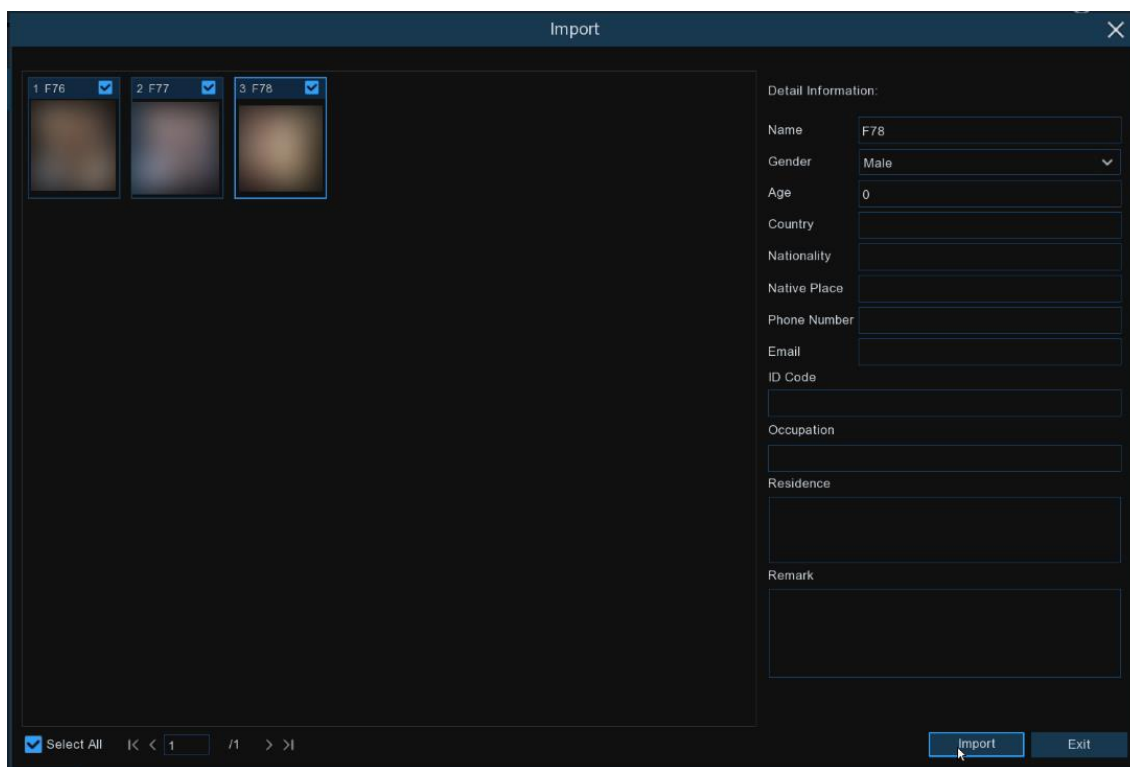 Import
1 F76
2 F77
3 F78
Detail Information:
Name F78
Gender Male
Age 0
Country
Nationality
Native Place
Phone Number
Email
ID Code
Occupation
Residence
Remark
Select All 1 /1
Import Exit